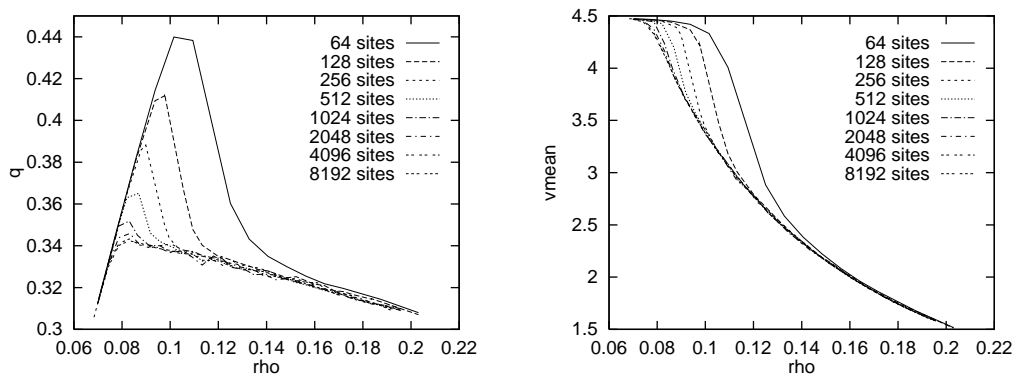 0.44
0.42
0.4
0.38
0.36
0.34
0.32
0.3
q
0.06 0.08 0.1 0.12 0.14 0.16 0.18 0.2 0.22
rho
64 sites
128 sites
256 sites
512 sites
1024 sites
2048 sites
4096 sites
8192 sites
4.5
4
3.5
3
2.5
2
1.5
vmean
0.06 0.08 0.1 0.12 0.14 0.16 0.18 0.2 0.22
rho
64 sites
128 sites
256 sites
512 sites
1024 sites
2048 sites
4096 sites
8192 sites